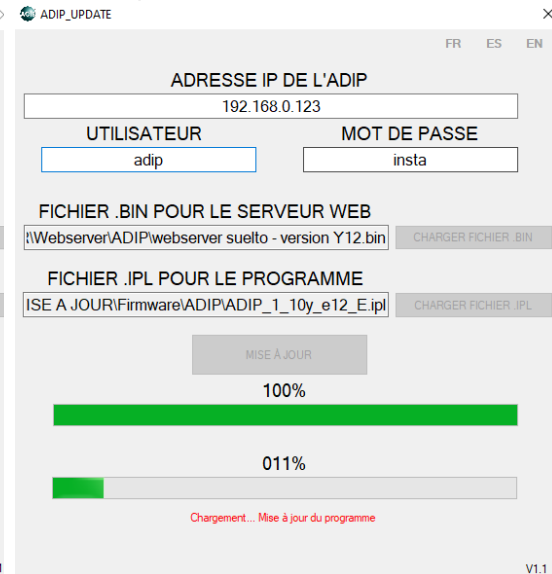 ADIP_UPDATE
FR ES EN
ADRESSE IP DE L'ADIP
192.168.0.123
UTILISATEUR MOT DE PASSE
adip insta
FICHIER .BIN POUR LE SERVEUR WEB
\Webserver\ADIP\webserver suelto - version Y12.bin CHARGER FICHIER .BIN
FICHIER .IPL POUR LE PROGRAMME
ISE A JOUR\Firmware\ADIP\ADIP_1_10y_e12_E.ipl CHARGER FICHIER .IPL
MISE À JOUR
100%
011%
Chargement... Mise à jour du programme
V1.1